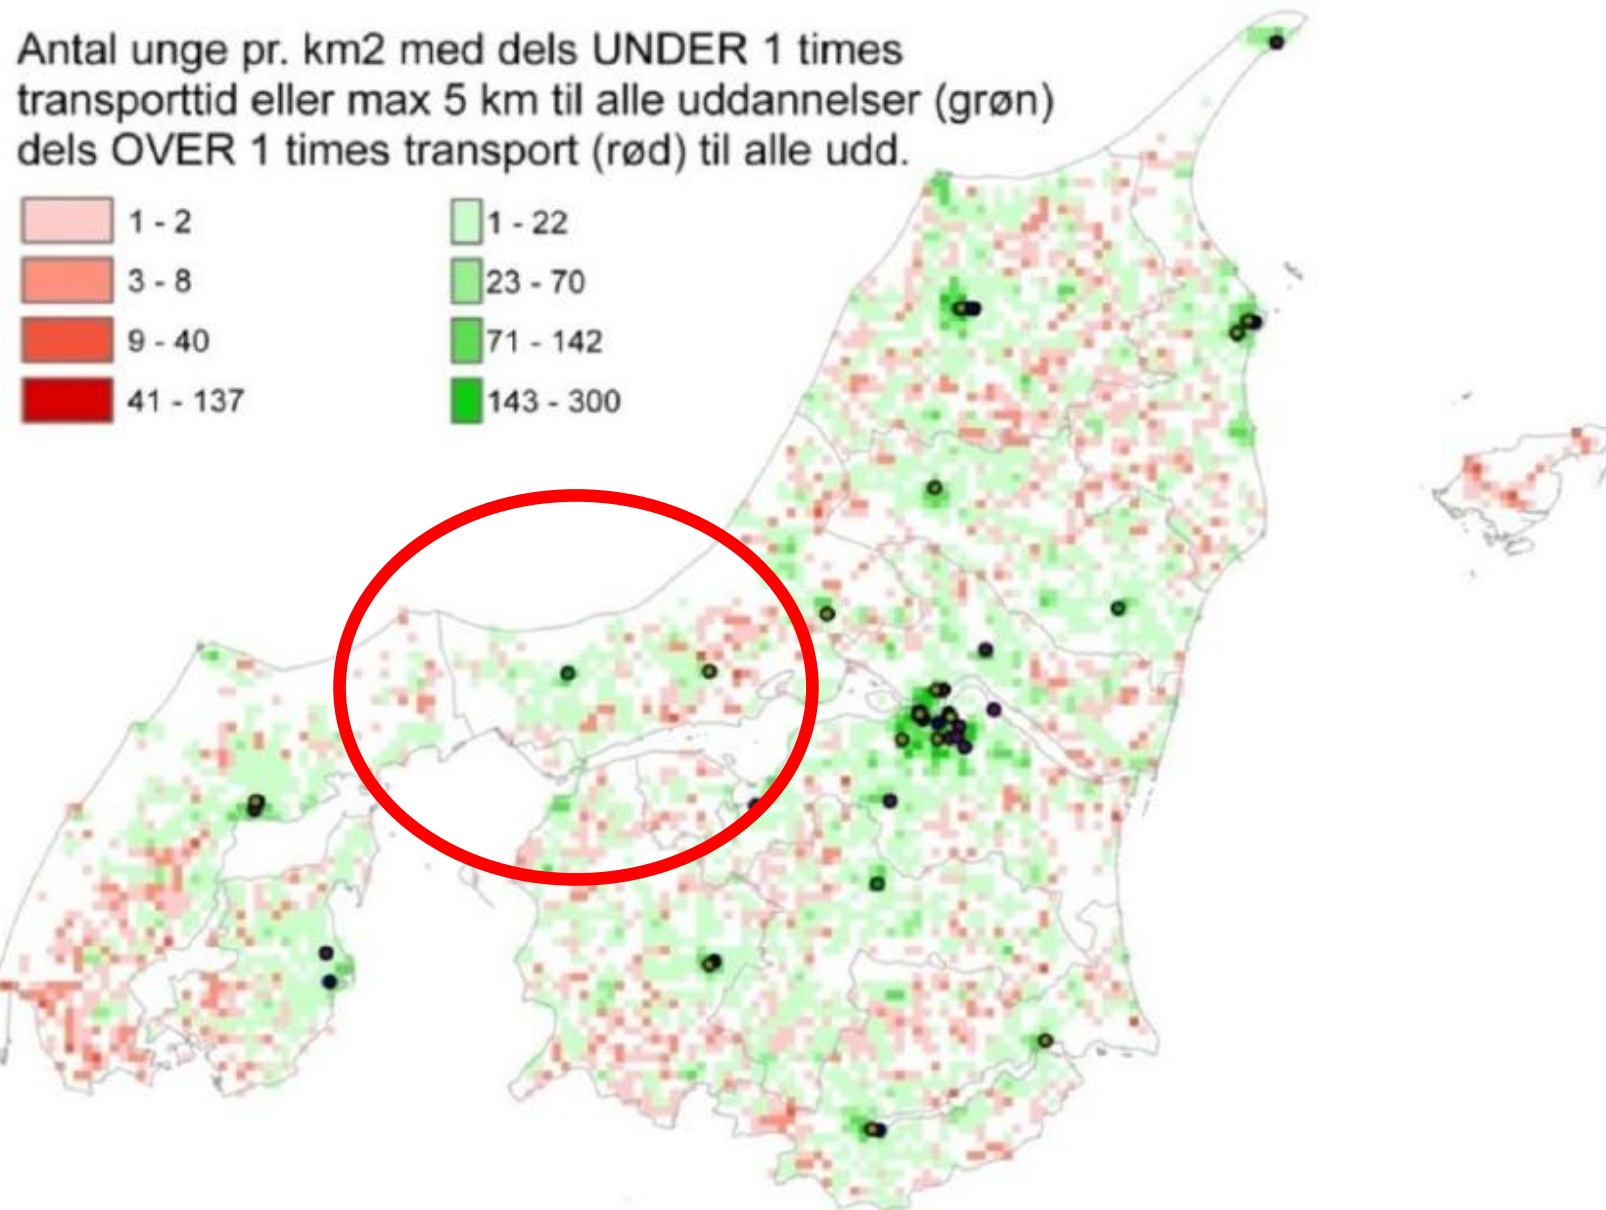 Antal unge pr. km2 med dels UNDER 1 times
transporttid eller max 5 km til alle uddannelser (grøn)
dels OVER 1 times transport (rød) til alle udd.
1 - 2
3 - 8
9 - 40
41 - 137
1 - 22
23 - 70
71 - 142
143 - 300